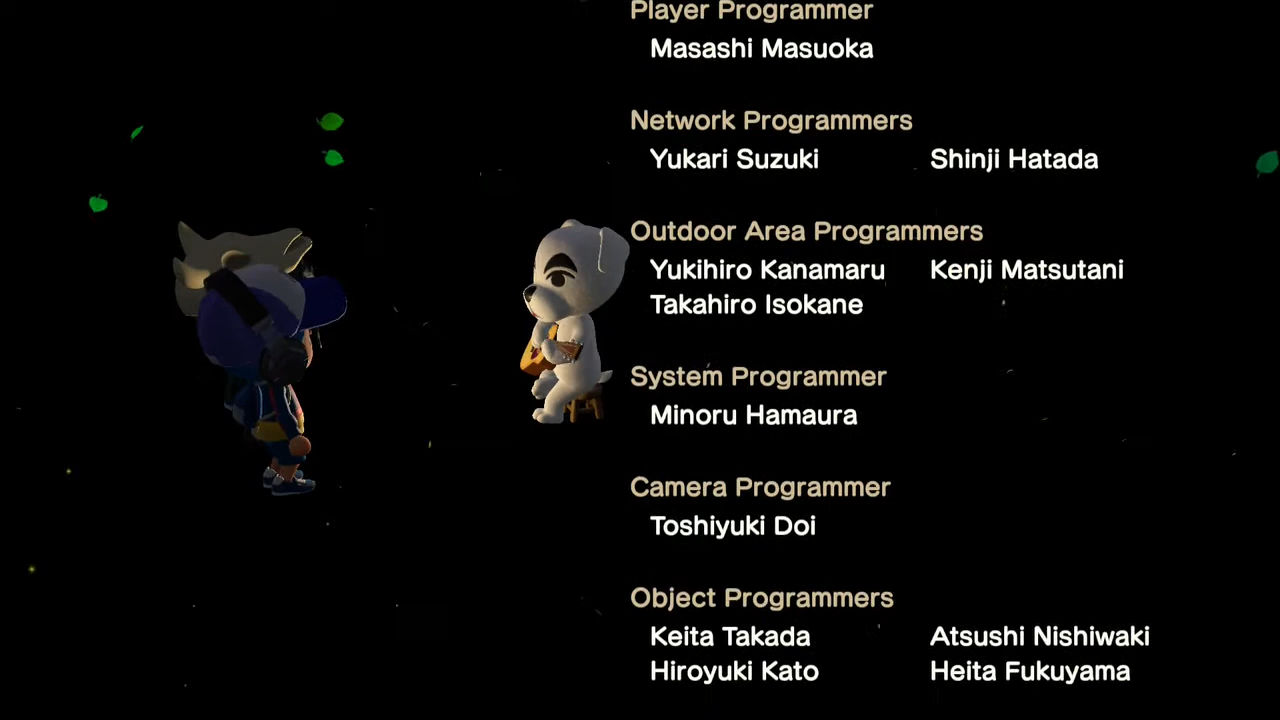 Player Programmer
Masashi Masuoka
Network Programmers
Yukari Suzuki Shinji Hatada
Outdoor Area Programmers
Yukihiro Kanamaru Kenji Matsutani
Takahiro Isokane
System Programmer
Minoru Hamaura
Camera Programmer
Toshiyuki Doi
Object Programmers
Keita Takada Atsushi Nishiwaki
Hiroyuki Kato Heita Fukuyama